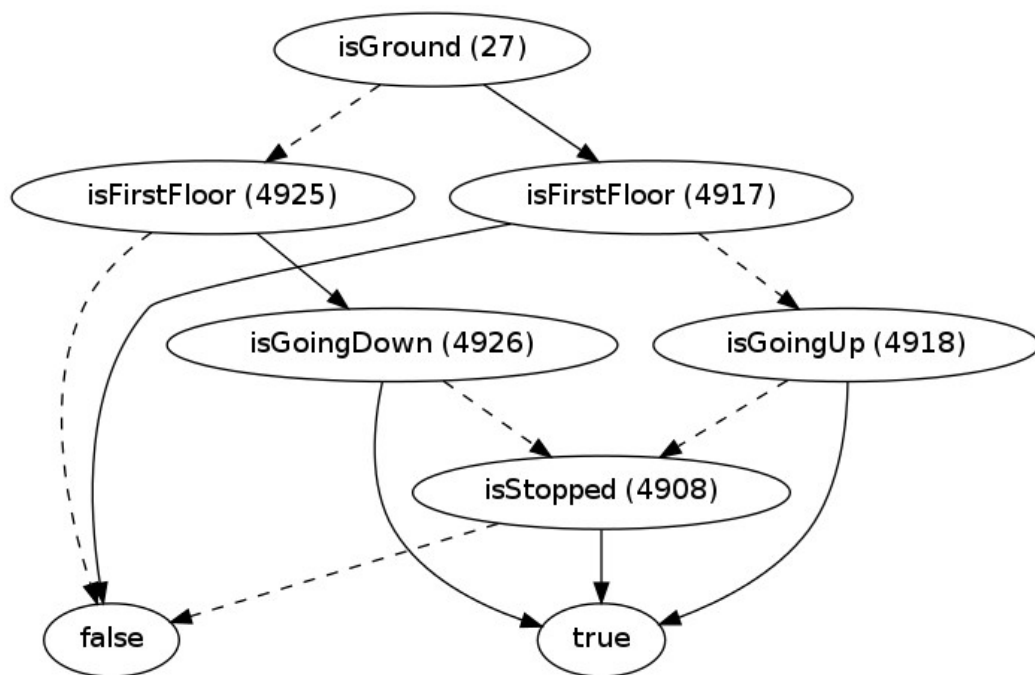 isGround (27)
isFirstFloor (4925)
isFirstFloor (4917)
isGoingDown (4926)
isGoingUp (4918)
isStopped (4908)
false
true